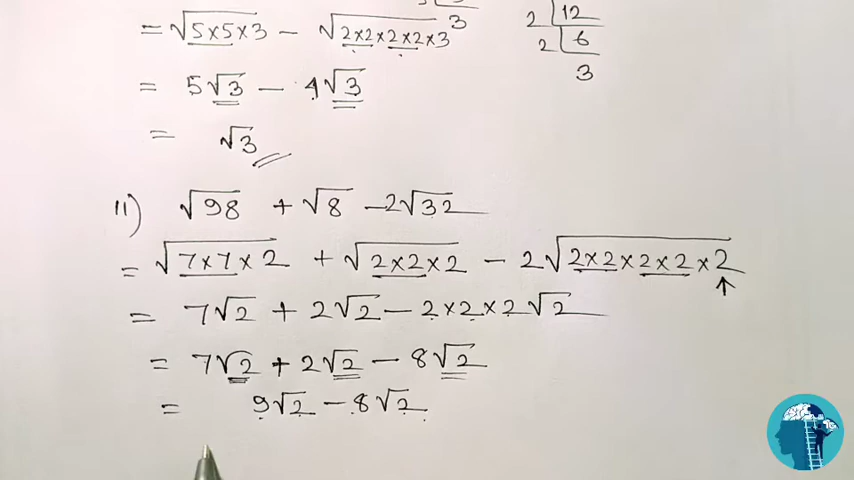 = √5×5×3 − √2×2×2×2×3 3
2 12
2 6
3
= 5√3 − 4√3
= √3
11) √98 + √8 − 2√32
= √7×7×2 + √2×2×2 − 2√2×2×2×2×2
= 7√2 + 2√2 − 2×2×2√2
= 7√2 + 2√2 − 8√2
= 9√2 − 8√2